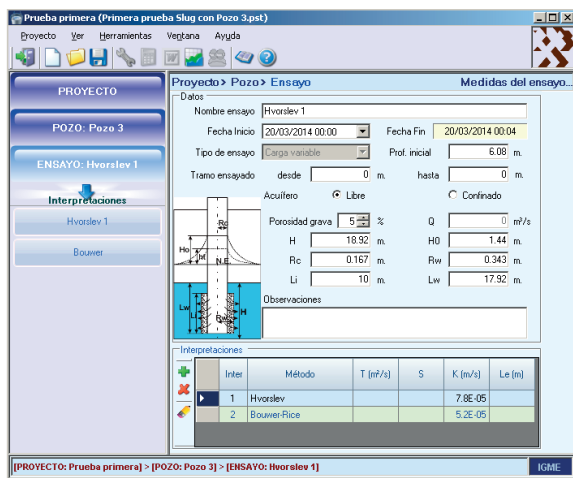 Prueba primera (Primera prueba Slug con Pozo 3.pst)
Proyecto Ver Herramientas Ventana Ayuda
PROYECTO
POZO: Pozo 3
ENSAYO: Hvorslev 1
Interpretaciones
Hvorslev 1
Bouwer
Proyecto> Pozo> Ensayo Medidas del ensayo...
Datos
Nombre ensayo Hvorslev 1
Fecha Inicio 20/03/2014 00:00 Fecha Fin 20/03/2014 00:04
Tipo de ensayo Carga variable Prof. inicial 6.08 m.
Tramo ensayado desde 0 m. hasta 0 m.
Acuífero Libre Confinado
Porosidad grava 5 % Q 0 m³/s
H 18.92 m. H0 1.44 m.
Rc 0.167 m. Rw 0.343 m.
Li 10 m. Lw 17.92 m.
Rc
Ho
ht
N.E.
Lw
Li
H
Rw
Observaciones
Interpretaciones
Inter Método T (m²/s) S K (m/s) Le (m)
1 Hvorslev 7.8E-05
2 Bouwer-Rice 5.2E-05
[PROYECTO: Prueba primera] > [POZO: Pozo 3] > [ENSAYO: Hvorslev 1] IGME